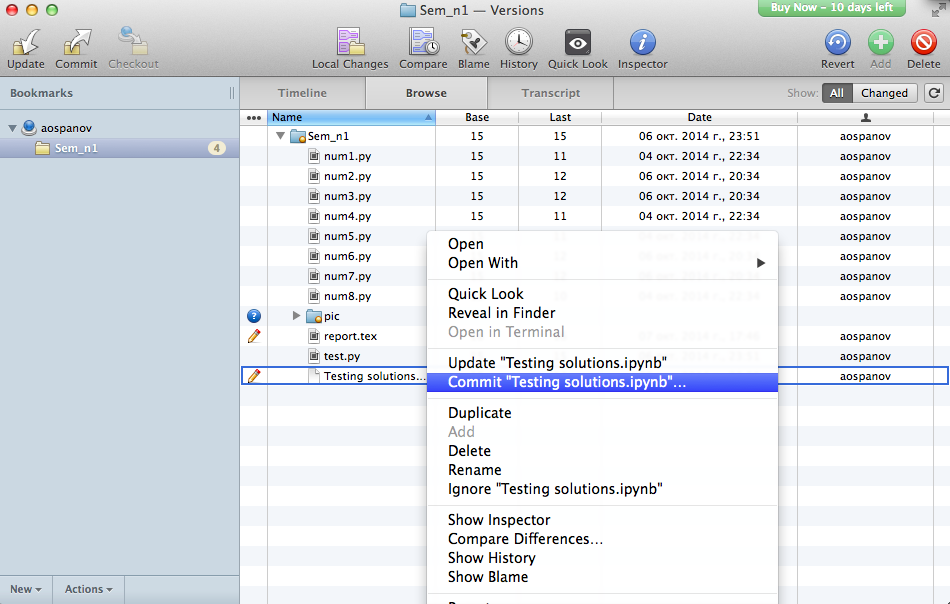 Sem_n1 — Versions
Buy Now – 10 days left
Update Commit Checkout Local Changes Compare Blame History Quick Look Inspector Revert Add Delete
Bookmarks
Timeline Browse Transcript Show: All Changed
aospanov
Sem_n1 4
••• Name Base Last Date
Sem_n1 15 15 06 окт. 2014 г., 23:51 aospanov
num1.py 15 11 04 окт. 2014 г., 22:34 aospanov
num2.py 15 12 06 окт. 2014 г., 20:34 aospanov
num3.py 15 12 06 окт. 2014 г., 20:34 aospanov
num4.py 15 11 04 окт. 2014 г., 22:34 aospanov
num5.py aospanov
num6.py aospanov
num7.py aospanov
num8.py aospanov
? pic
report.tex aospanov
test.py aospanov
Testing solutions... aospanov
Open
Open With
Quick Look
Reveal in Finder
Open in Terminal
Update "Testing solutions.ipynb"
Commit "Testing solutions.ipynb"...
Duplicate
Add
Delete
Rename
Ignore "Testing solutions.ipynb"
Show Inspector
Compare Differences...
Show History
Show Blame
New Actions